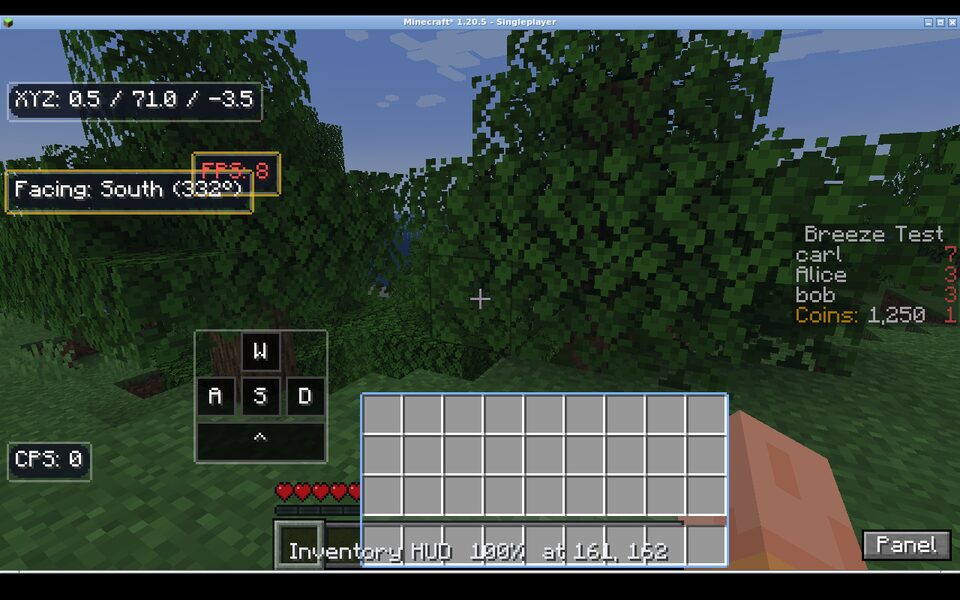 Minecraft* 1.20.5 - Singleplayer
XYZ: 0.5 / 71.0 / -3.5
FPS: 8
Facing: South (332°)
Breeze Test
carl 7
Alice 3
bob 3
Coins: 1,250 1
W
A S D
^
CPS: 0
Inventory HUD 100% at 161, 162
Panel